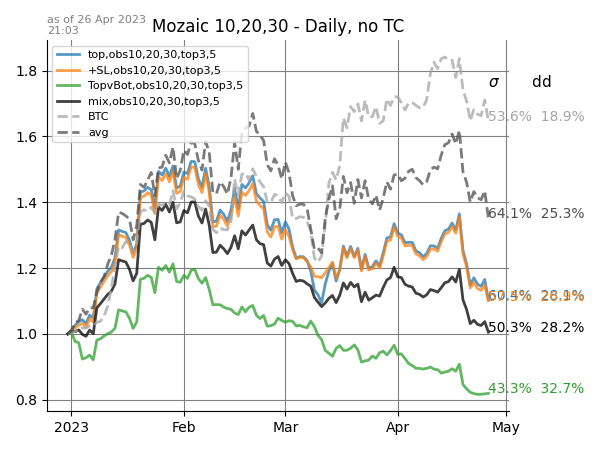 as of 26 Apr 2023
21:03
Mozaic 10,20,30 - Daily, no TC
top,obs10,20,30,top3,5
+SL,obs10,20,30,top3,5
TopvBot,obs10,20,30,top3,5
mix,obs10,20,30,top3,5
BTC
avg
σ dd
53.6% 18.9%
64.1% 25.3%
50.3% 28.2%
43.3% 32.7%
1.8
1.6
1.4
1.2
1.0
0.8
2023 Feb Mar Apr May